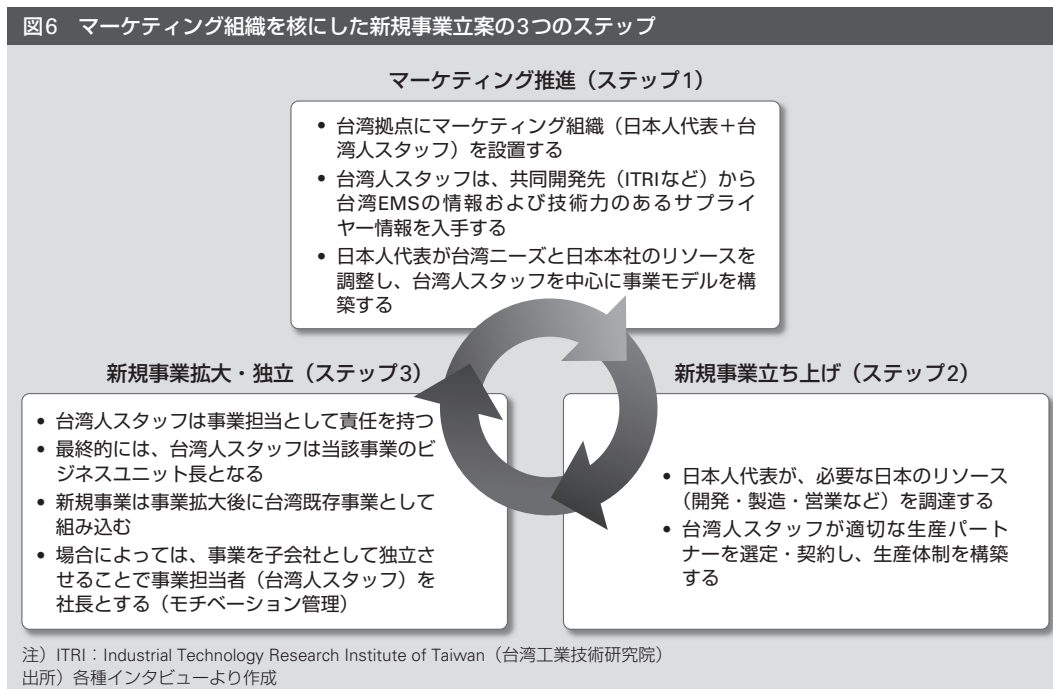 図6 マーケティング組織を核にした新規事業立案の3つのステップ
マーケティング推進（ステップ1）
• 台湾拠点にマーケティング組織（日本人代表＋台
湾人スタッフ）を設置する
• 台湾人スタッフは、共同開発先（ITRIなど）から
台湾EMSの情報および技術力のあるサプライ
ヤー情報を入手する
• 日本人代表が台湾ニーズと日本本社のリソースを
調整し、台湾人スタッフを中心に事業モデルを構
築する
新規事業拡大・独立（ステップ3）
• 台湾人スタッフは事業担当として責任を持つ
• 最終的には、台湾人スタッフは当該事業のビ
ジネスユニット長となる
• 新規事業は事業拡大後に台湾既存事業として
組み込む
• 場合によっては、事業を子会社として独立さ
せることで事業担当者（台湾人スタッフ）を
社長とする（モチベーション管理）
新規事業立ち上げ（ステップ2）
• 日本人代表が、必要な日本のリソース
（開発・製造・営業など）を調達する
• 台湾人スタッフが適切な生産パート
ナーを選定・契約し、生産体制を構築
する
注）ITRI：Industrial Technology Research Institute of Taiwan（台湾工業技術研究院）
出所）各種インタビューより作成